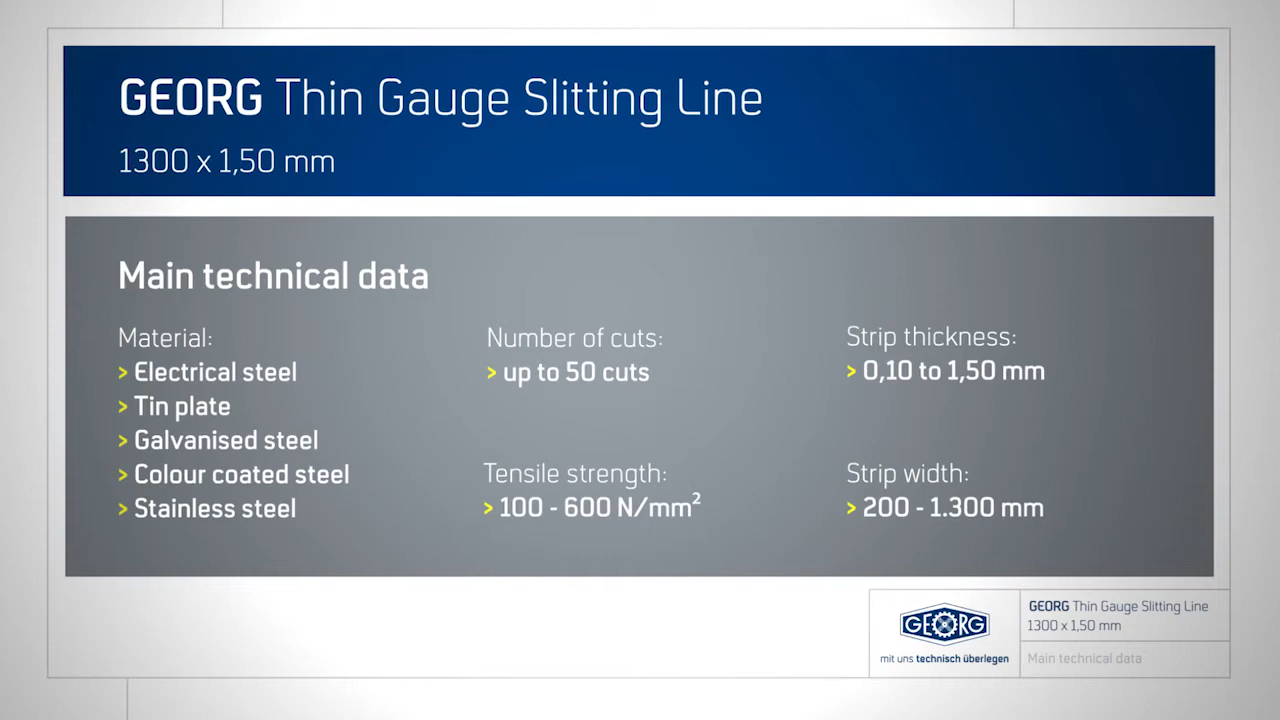 GEORG Thin Gauge Slitting Line
1300 x 1,50 mm
Main technical data
Material:
> Electrical steel
> Tin plate
> Galvanised steel
> Colour coated steel
> Stainless steel
Number of cuts:
> up to 50 cuts
Tensile strength:
> 100 - 600 N/mm²
Strip thickness:
> 0,10 to 1,50 mm
Strip width:
> 200 - 1.300 mm
GEORG
mit uns technisch überlegen
GEORG Thin Gauge Slitting Line
1300 x 1,50 mm
Main technical data